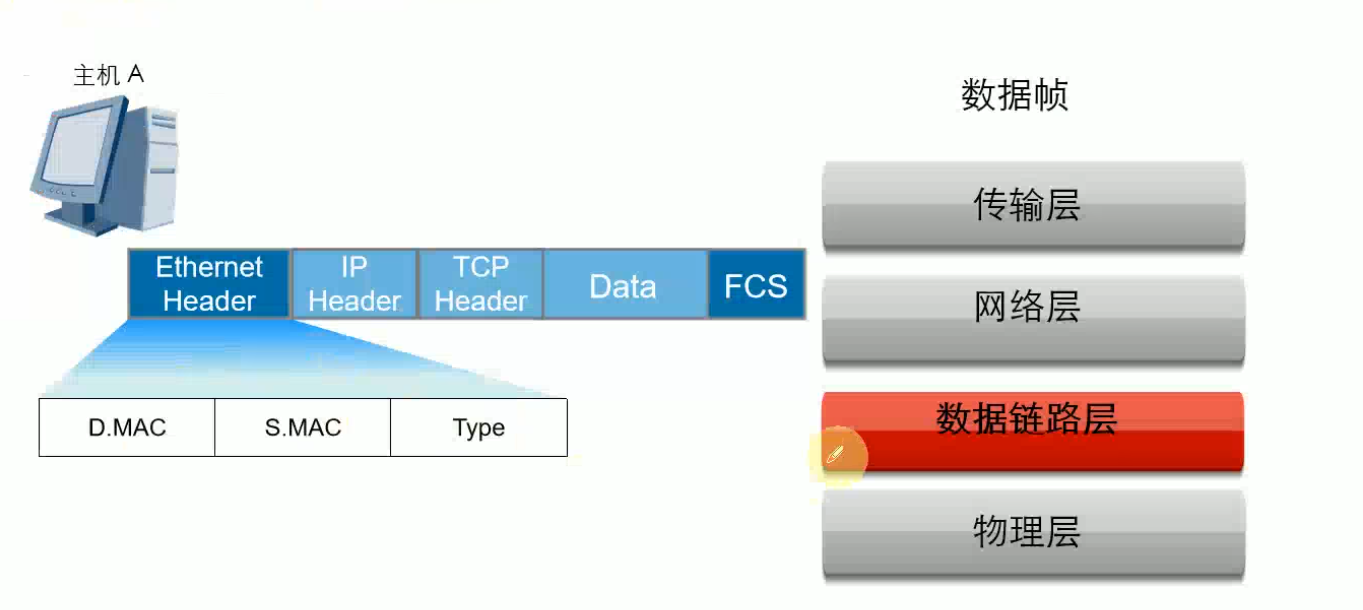 主机 A
数据帧
传输层
Ethernet
Header
IP
Header
TCP
Header
Data
FCS
网络层
D.MAC
S.MAC
Type
数据链路层
物理层